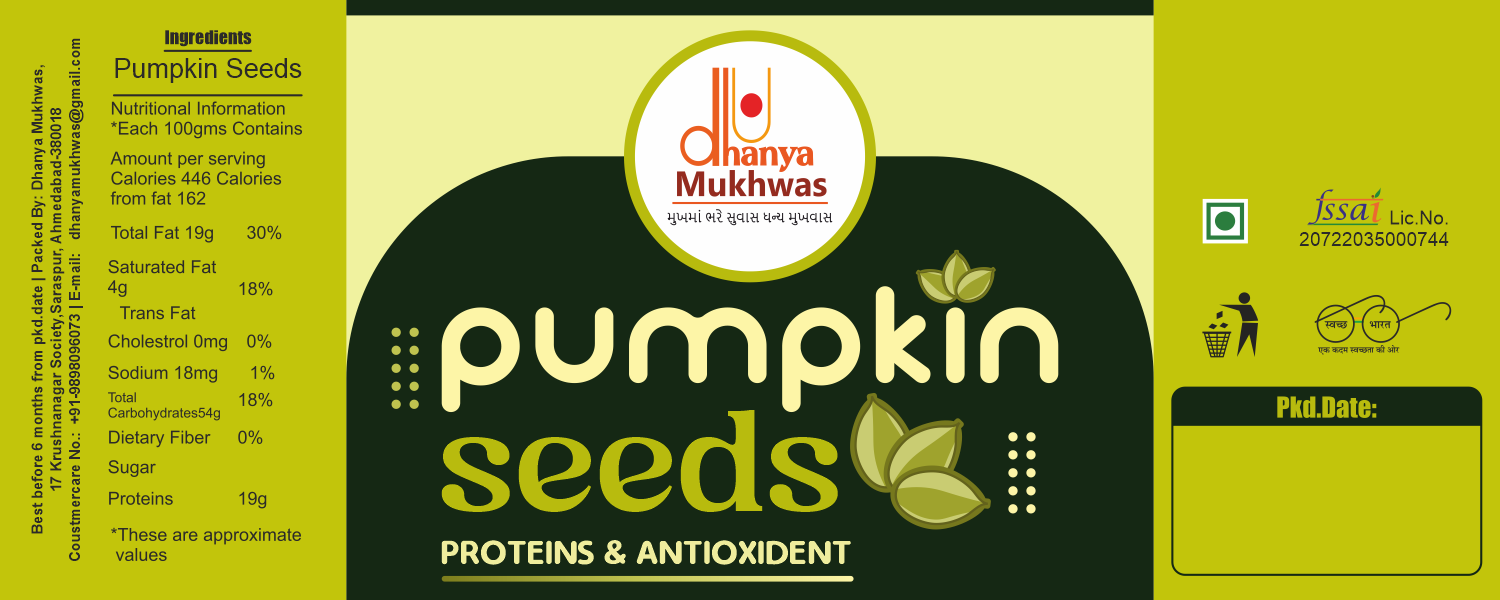 Best before 6 months from pkd.date | Packed By: Dhanya Mukhwas,
17 Krushnanagar Society,Saraspur, Ahmedabad-380018
Coustmercare No.: +91-9898096073 | E-mail: dhanyamukhwas@gmail.com
Ingredients
Pumpkin Seeds
Nutritional Information
*Each 100gms Contains
Amount per serving
Calories 446 Calories
from fat 162
Total Fat 19g 30%
Saturated Fat
4g 18%
Trans Fat
Cholestrol 0mg 0%
Sodium 18mg 1%
Total
Carbohydrates54g 18%
Dietary Fiber 0%
Sugar
Proteins 19g
*These are approximate
values
dhanya
Mukhwas
મુખમાં ભરે સુવાસ ધન્ય મુખવાસ
pumpkin
seeds
PROTEINS & ANTIOXIDENT
fssai Lic.No.
20722035000744
स्वच्छ भारत
एक कदम स्वच्छता की ओर
Pkd.Date: